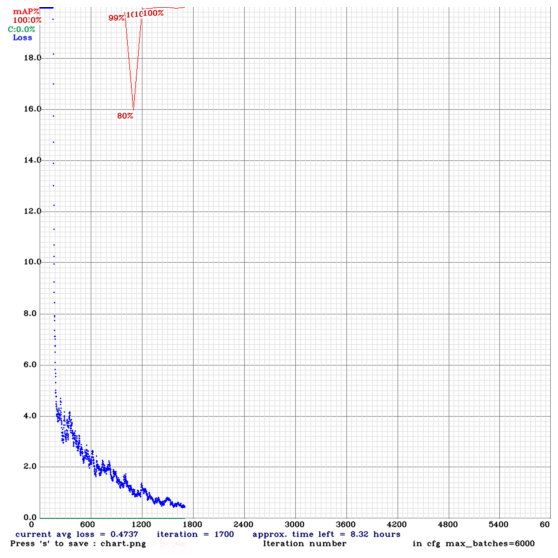 mAP%
100.0%
C:0.0%
Loss
99%
100%
80%
18.0
16.0
14.0
12.0
10.0
8.0
6.0
4.0
2.0
0.0
0 600 1200 1800 2400 3000 3600 4200 4800 5400 60
current avg loss = 0.4737 iteration = 1700 approx. time left = 8.32 hours
Press 's' to save : chart.png Iteration number in cfg max_batches=6000